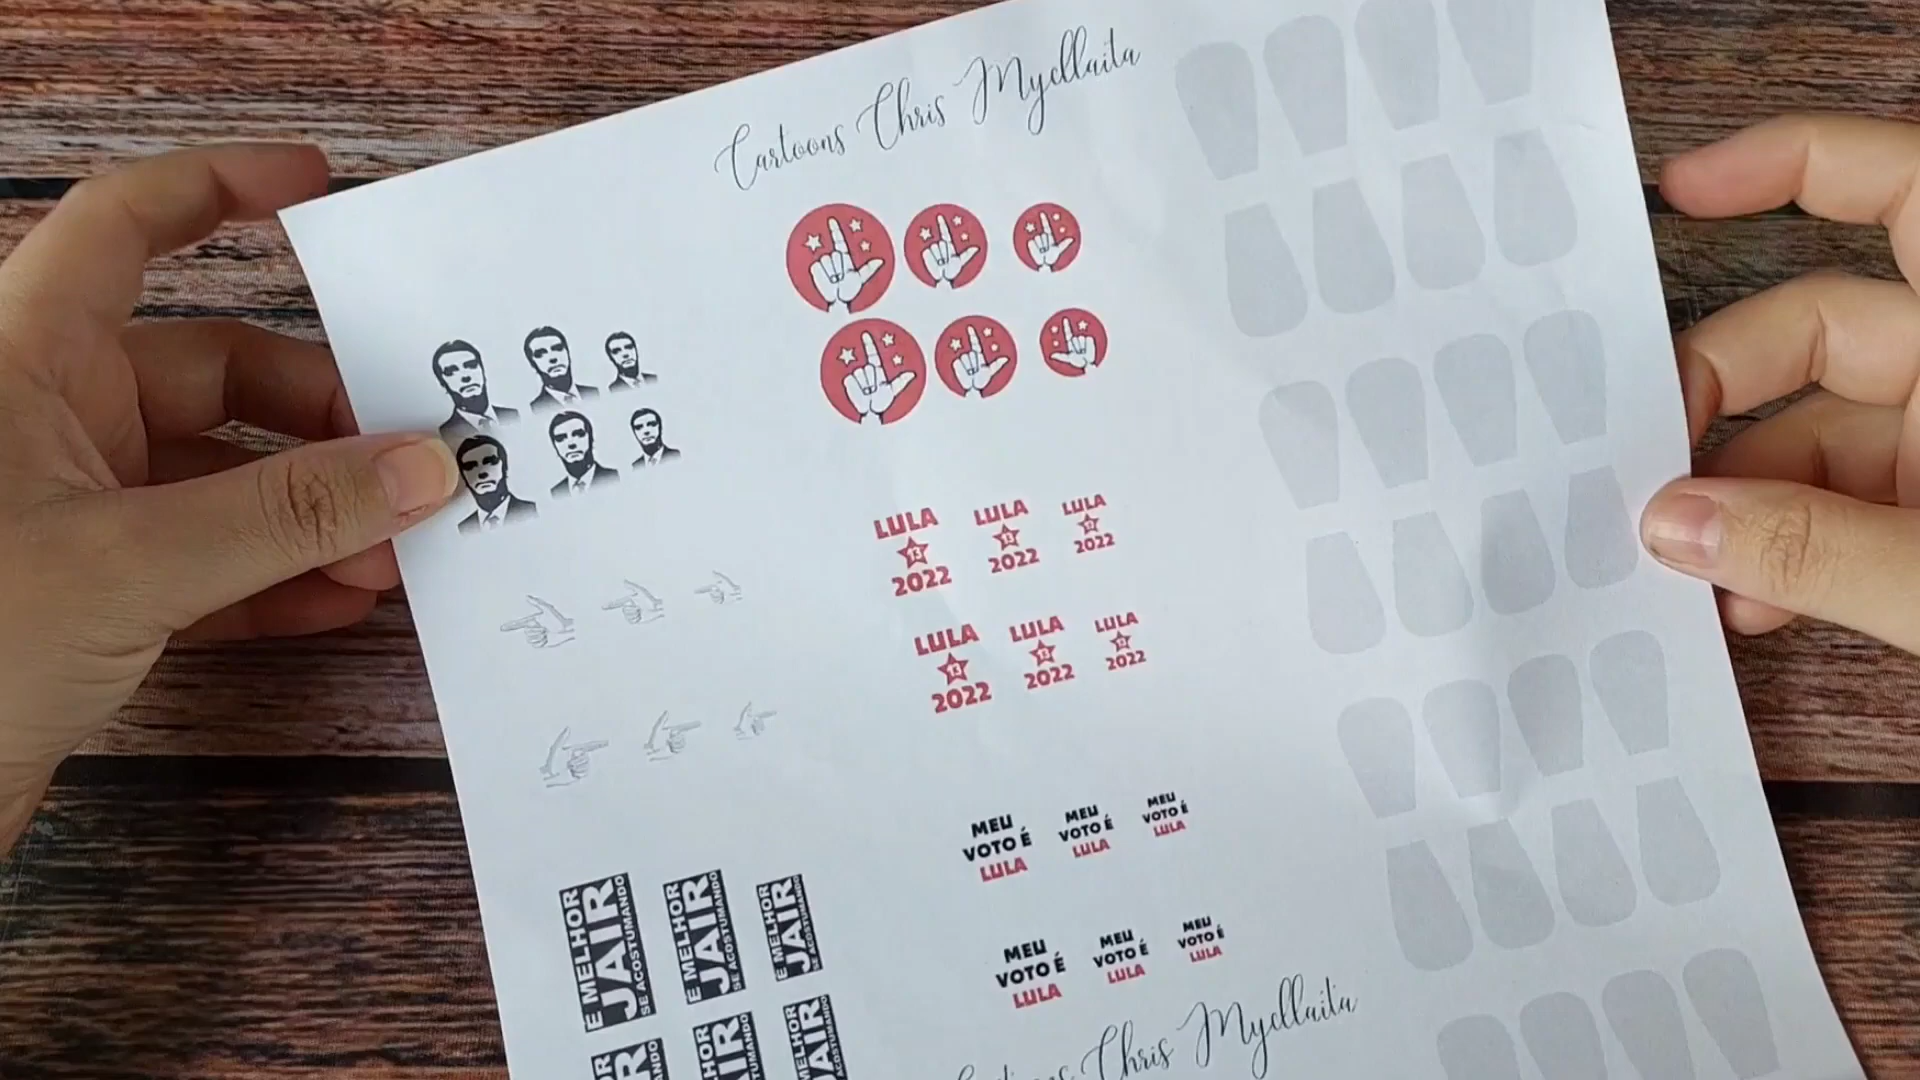 Cartoons Chris Myellaita
LULA
13
2022
LULA
13
2022
LULA
13
2022
LULA
13
2022
LULA
13
2022
LULA
13
2022
MEU
VOTO É
LULA
MEU
VOTO É
LULA
MEU
VOTO É
LULA
MEU
VOTO É
LULA
MEU
VOTO É
LULA
MEU
VOTO É
LULA
E MELHOR
JAIR
SE ACOSTUMANDO
E MELHOR
JAIR
SE ACOSTUMANDO
E MELHOR
JAIR
SE ACOSTUMANDO
Chris Myellaita